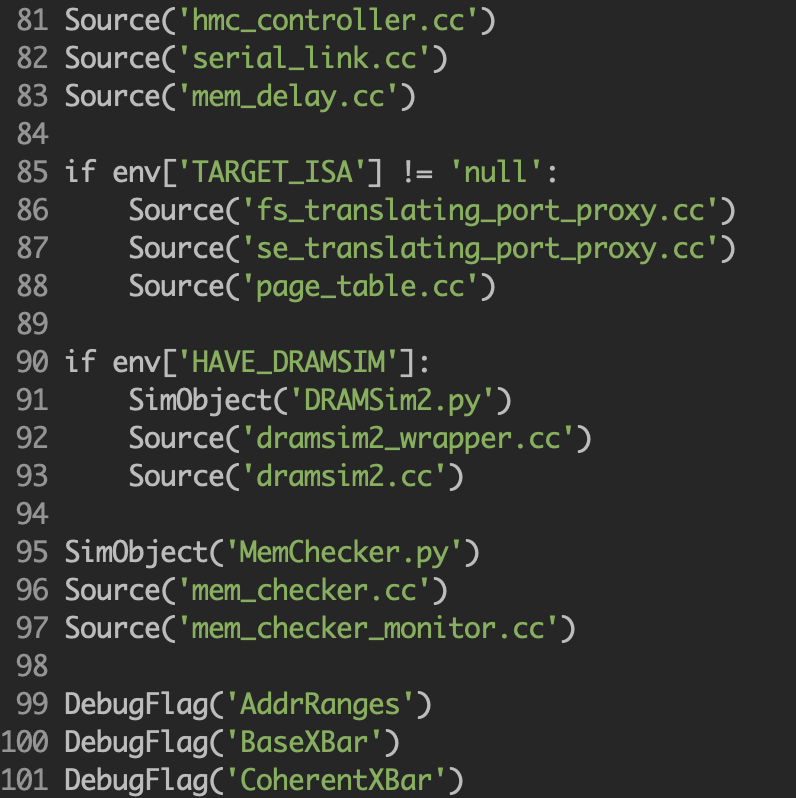 81 Source('hmc_controller.cc')
82 Source('serial_link.cc')
83 Source('mem_delay.cc')
84
85 if env['TARGET_ISA'] != 'null':
86     Source('fs_translating_port_proxy.cc')
87     Source('se_translating_port_proxy.cc')
88     Source('page_table.cc')
89
90 if env['HAVE_DRAMSIM']:
91     SimObject('DRAMSim2.py')
92     Source('dramsim2_wrapper.cc')
93     Source('dramsim2.cc')
94
95 SimObject('MemChecker.py')
96 Source('mem_checker.cc')
97 Source('mem_checker_monitor.cc')
98
99 DebugFlag('AddrRanges')
100 DebugFlag('BaseXBar')
101 DebugFlag('CoherentXBar')